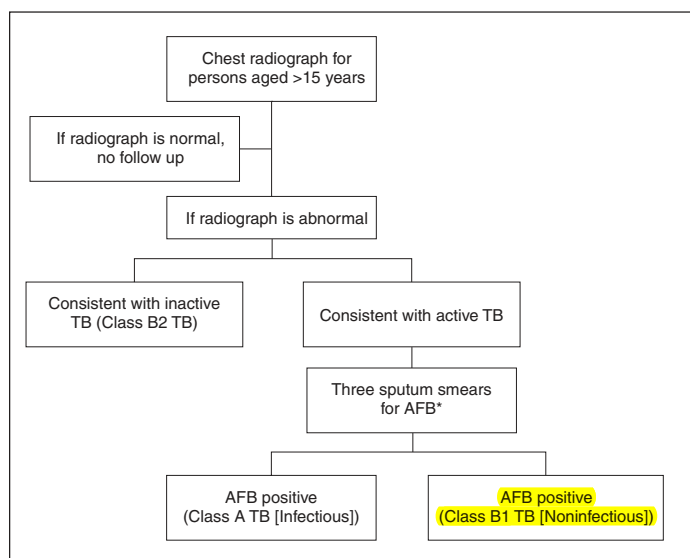 Chest radiograph for
persons aged >15 years
If radiograph is normal,
no follow up
If radiograph is abnormal
Consistent with inactive
TB (Class B2 TB)
Consistent with active TB
Three sputum smears
for AFB*
AFB positive
(Class A TB [Infectious])
AFB positive
(Class B1 TB [Noninfectious])